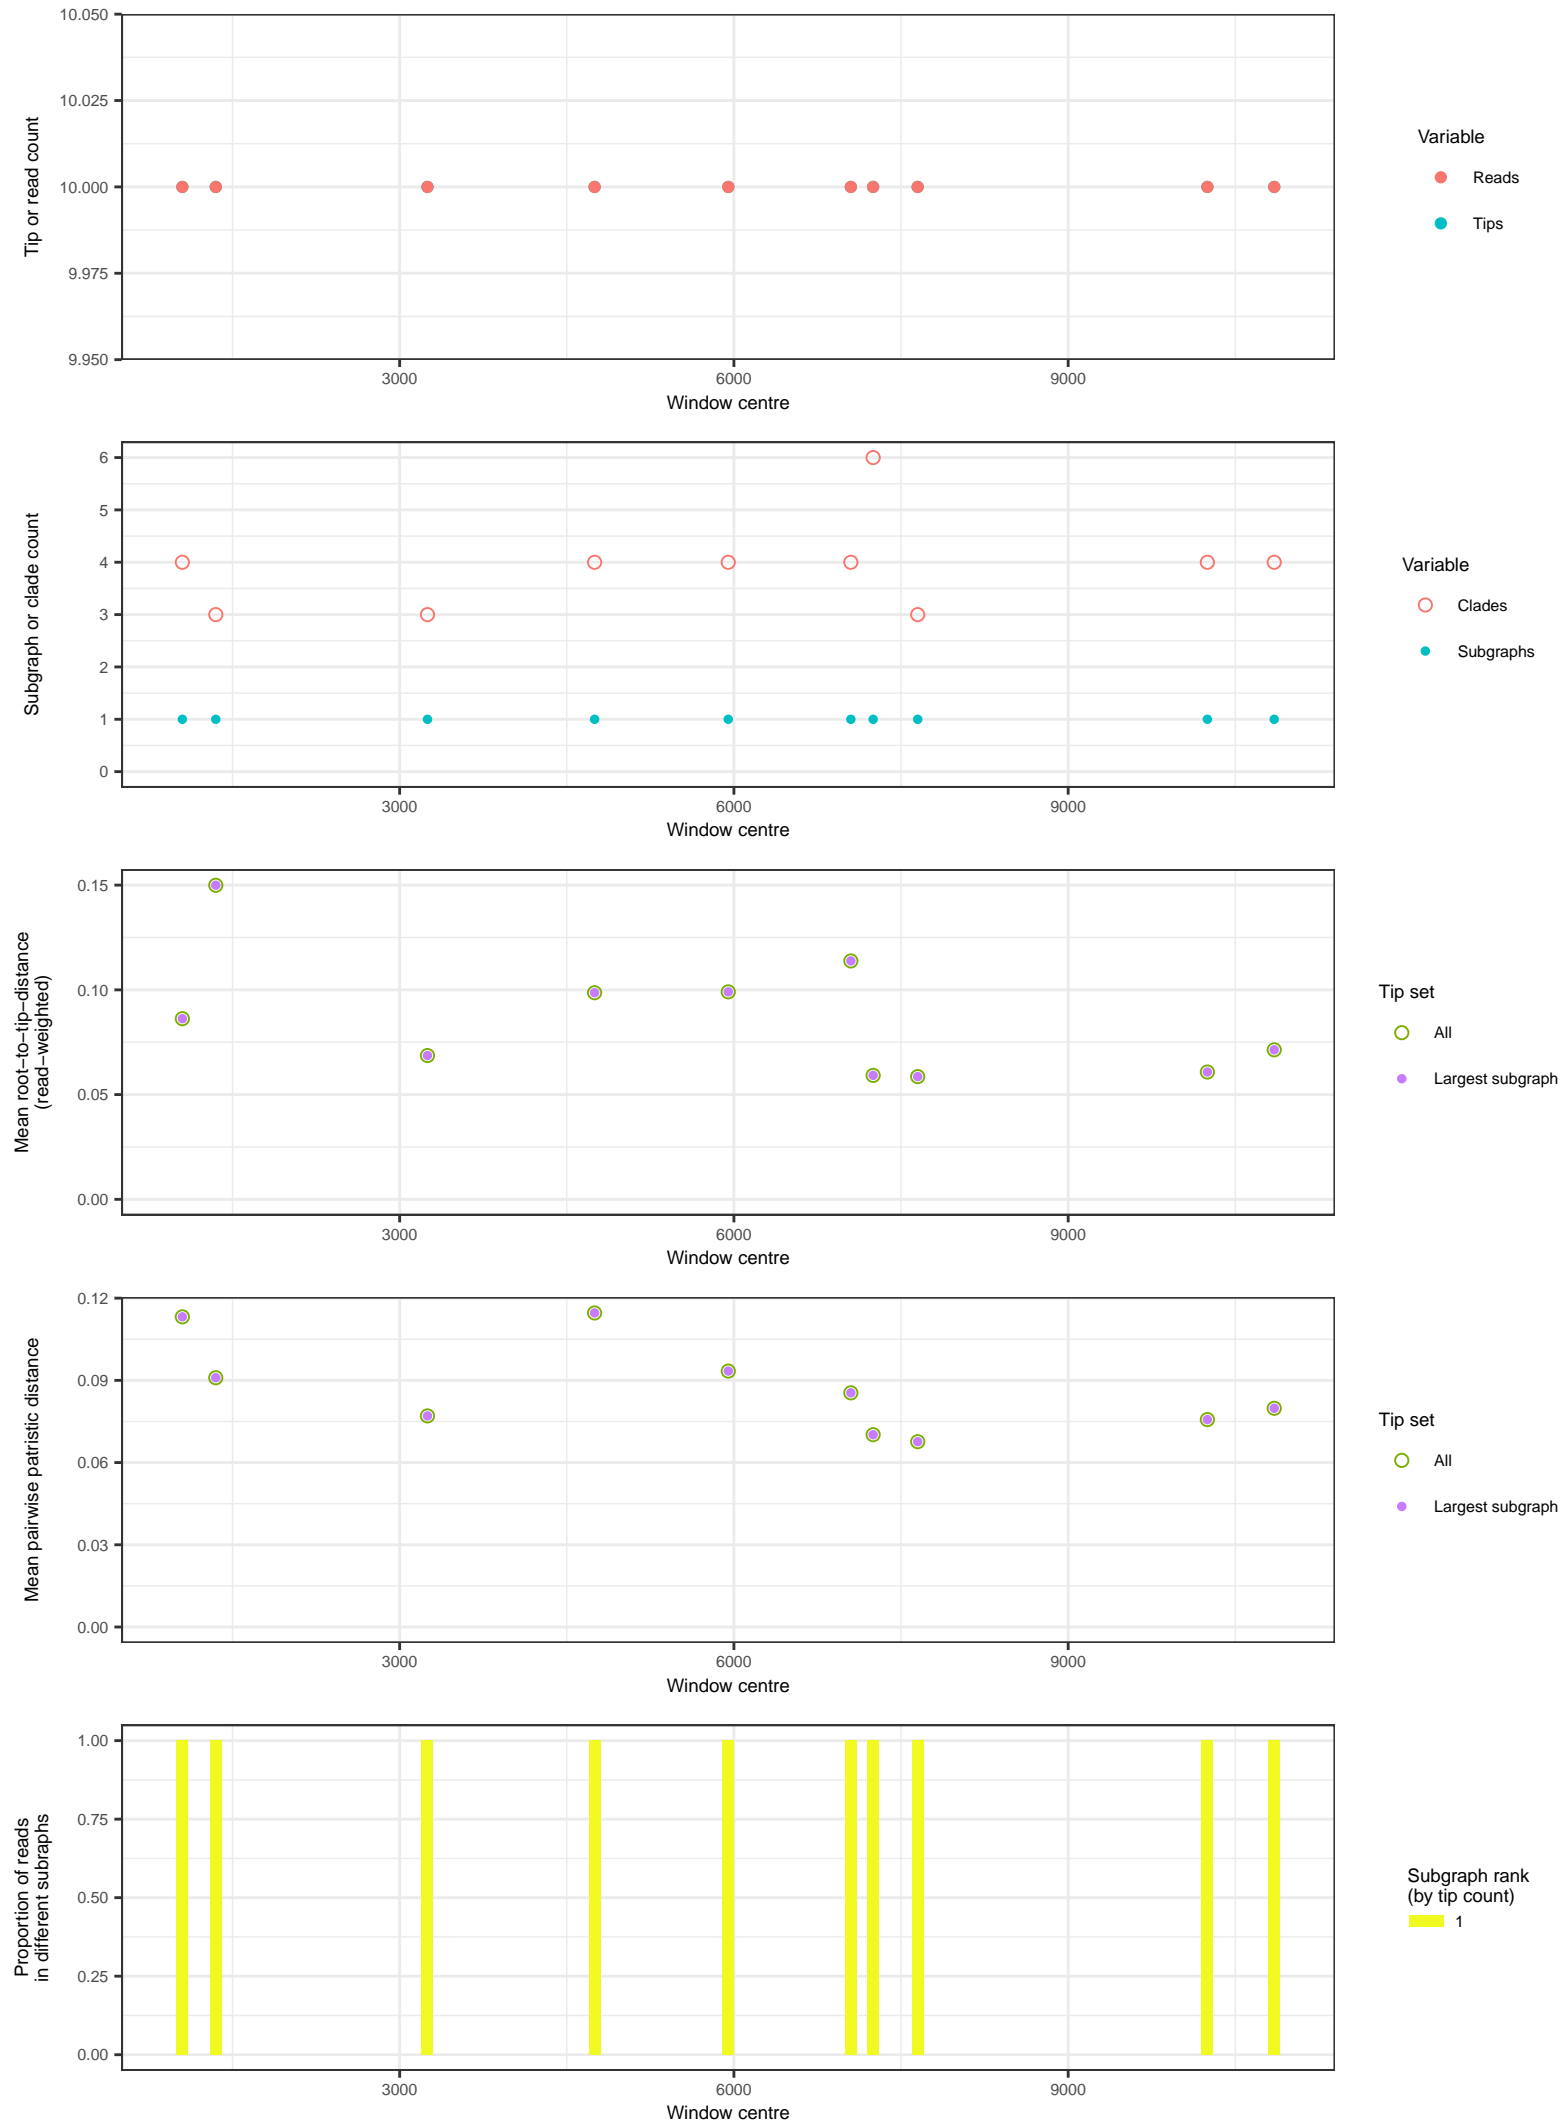 10.050
10.025
10.000
9.975
9.950
Tip or read count
3000
6000
9000
Window centre
Variable
Reads
Tips
6
5
4
3
2
1
0
Subgraph or clade count
3000
6000
9000
Window centre
Variable
Clades
Subgraphs
0.15
0.10
0.05
0.00
Mean root−to−tip−distance
(read−weighted)
3000
6000
9000
Window centre
Tip set
All
Largest subgraph
0.12
0.09
0.06
0.03
0.00
Mean pairwise patristic distance
3000
6000
9000
Window centre
Tip set
All
Largest subgraph
1.00
0.75
0.50
0.25
0.00
Proportion of reads
in different subraphs
3000
6000
9000
Window centre
Subgraph rank
(by tip count)
1